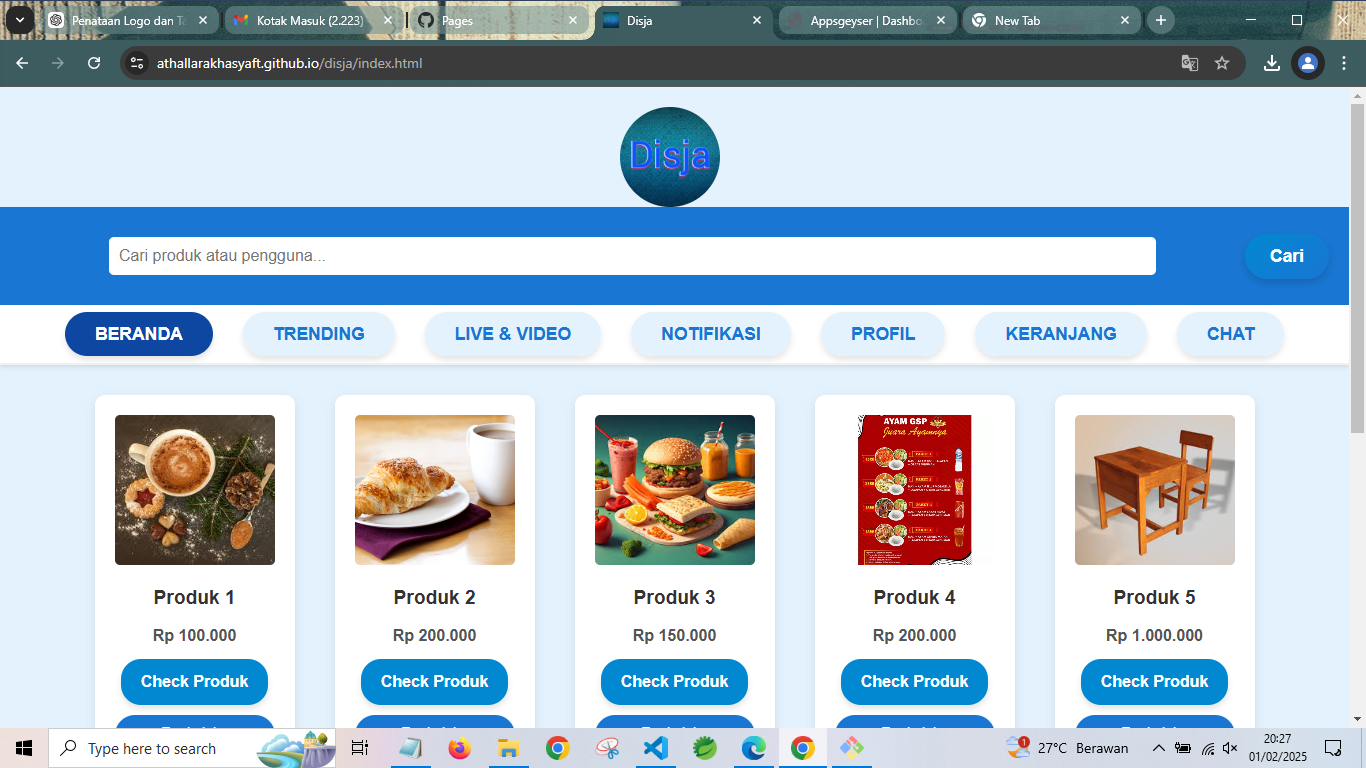 Penataan Logo dan Ta
Kotak Masuk (2.223)
Pages
Disja
Appsgeyser | Dashbo
New Tab
athallarakhasyaft.github.io/disja/index.html
Disja
Cari produk atau pengguna...
Cari
BERANDA
TRENDING
LIVE & VIDEO
NOTIFIKASI
PROFIL
KERANJANG
CHAT
AYAM GSP
Juara Ayamnya
Produk 1
Produk 2
Produk 3
Produk 4
Produk 5
Rp 100.000
Rp 200.000
Rp 150.000
Rp 200.000
Rp 1.000.000
Check Produk
Check Produk
Check Produk
Check Produk
Check Produk
Type here to search
1
27°C Berawan
20:27
01/02/2025